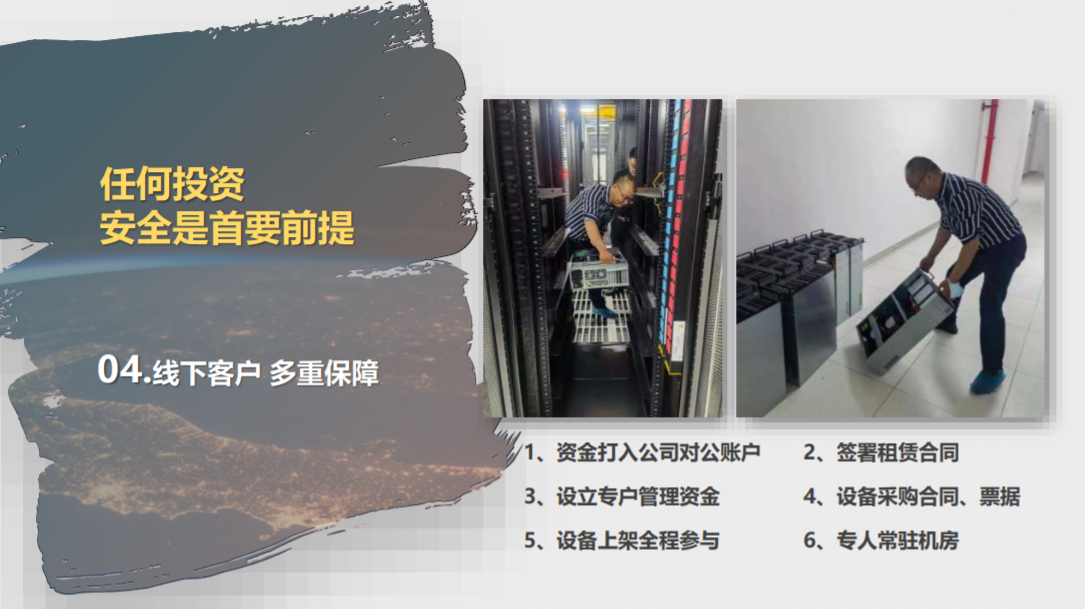 任何投资
安全是首要前提
04.线下客户 多重保障
1、资金打入公司对公账户
2、签署租赁合同
3、设立专户管理资金
4、设备采购合同、票据
5、设备上架全程参与
6、专人常驻机房